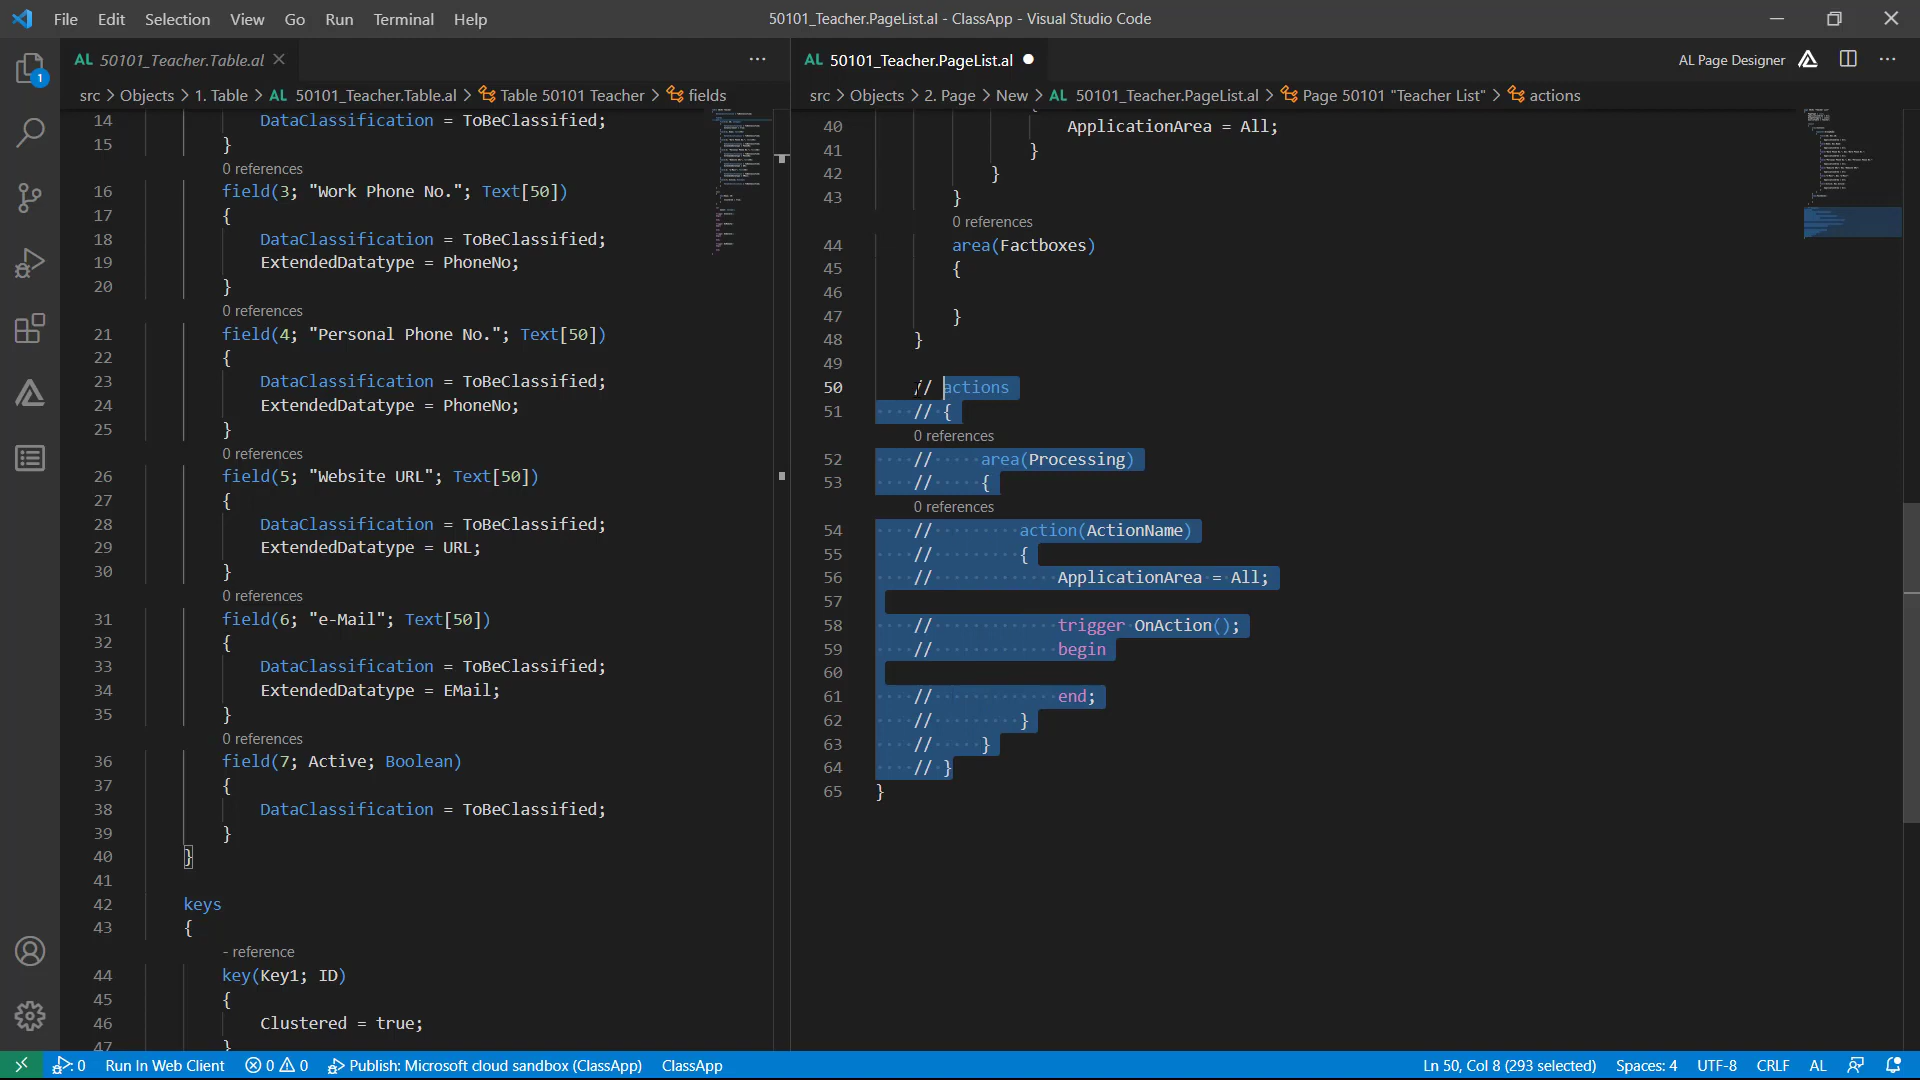 File Edit Selection View Go Run Terminal Help
50101_Teacher.PageList.al - ClassApp - Visual Studio Code
1
AL 50101_Teacher.Table.al
src > Objects > 1. Table > AL 50101_Teacher.Table.al > Table 50101 Teacher > fields
14 DataClassification = ToBeClassified;
15 }
0 references
16 field(3; "Work Phone No."; Text[50])
17 {
18 DataClassification = ToBeClassified;
19 ExtendedDatatype = PhoneNo;
20 }
0 references
21 field(4; "Personal Phone No."; Text[50])
22 {
23 DataClassification = ToBeClassified;
24 ExtendedDatatype = PhoneNo;
25 }
0 references
26 field(5; "Website URL"; Text[50])
27 {
28 DataClassification = ToBeClassified;
29 ExtendedDatatype = URL;
30 }
0 references
31 field(6; "e-Mail"; Text[50])
32 {
33 DataClassification = ToBeClassified;
34 ExtendedDatatype = EMail;
35 }
0 references
36 field(7; Active; Boolean)
37 {
38 DataClassification = ToBeClassified;
39 }
40 }
41
42 keys
43 {
- reference
44 key(Key1; ID)
45 {
46 Clustered = true;
47 }
AL 50101_Teacher.PageList.al
AL Page Designer
src > Objects > 2. Page > New > AL 50101_Teacher.PageList.al > Page 50101 "Teacher List" > actions
40 ApplicationArea = All;
41 }
42 }
43 }
0 references
44 area(Factboxes)
45 {
46
47 }
48 }
49
50 // actions
51 // {
0 references
52 // area(Processing)
53 // {
0 references
54 // action(ActionName)
55 // {
56 // ApplicationArea = All;
57
58 // trigger OnAction();
59 // begin
60
61 // end;
62 // }
63 // }
64 // }
65 }
: 0 Run In Web Client 0 0 Publish: Microsoft cloud sandbox (ClassApp) ClassApp
Ln 50, Col 8 (293 selected) Spaces: 4 UTF-8 CRLF AL